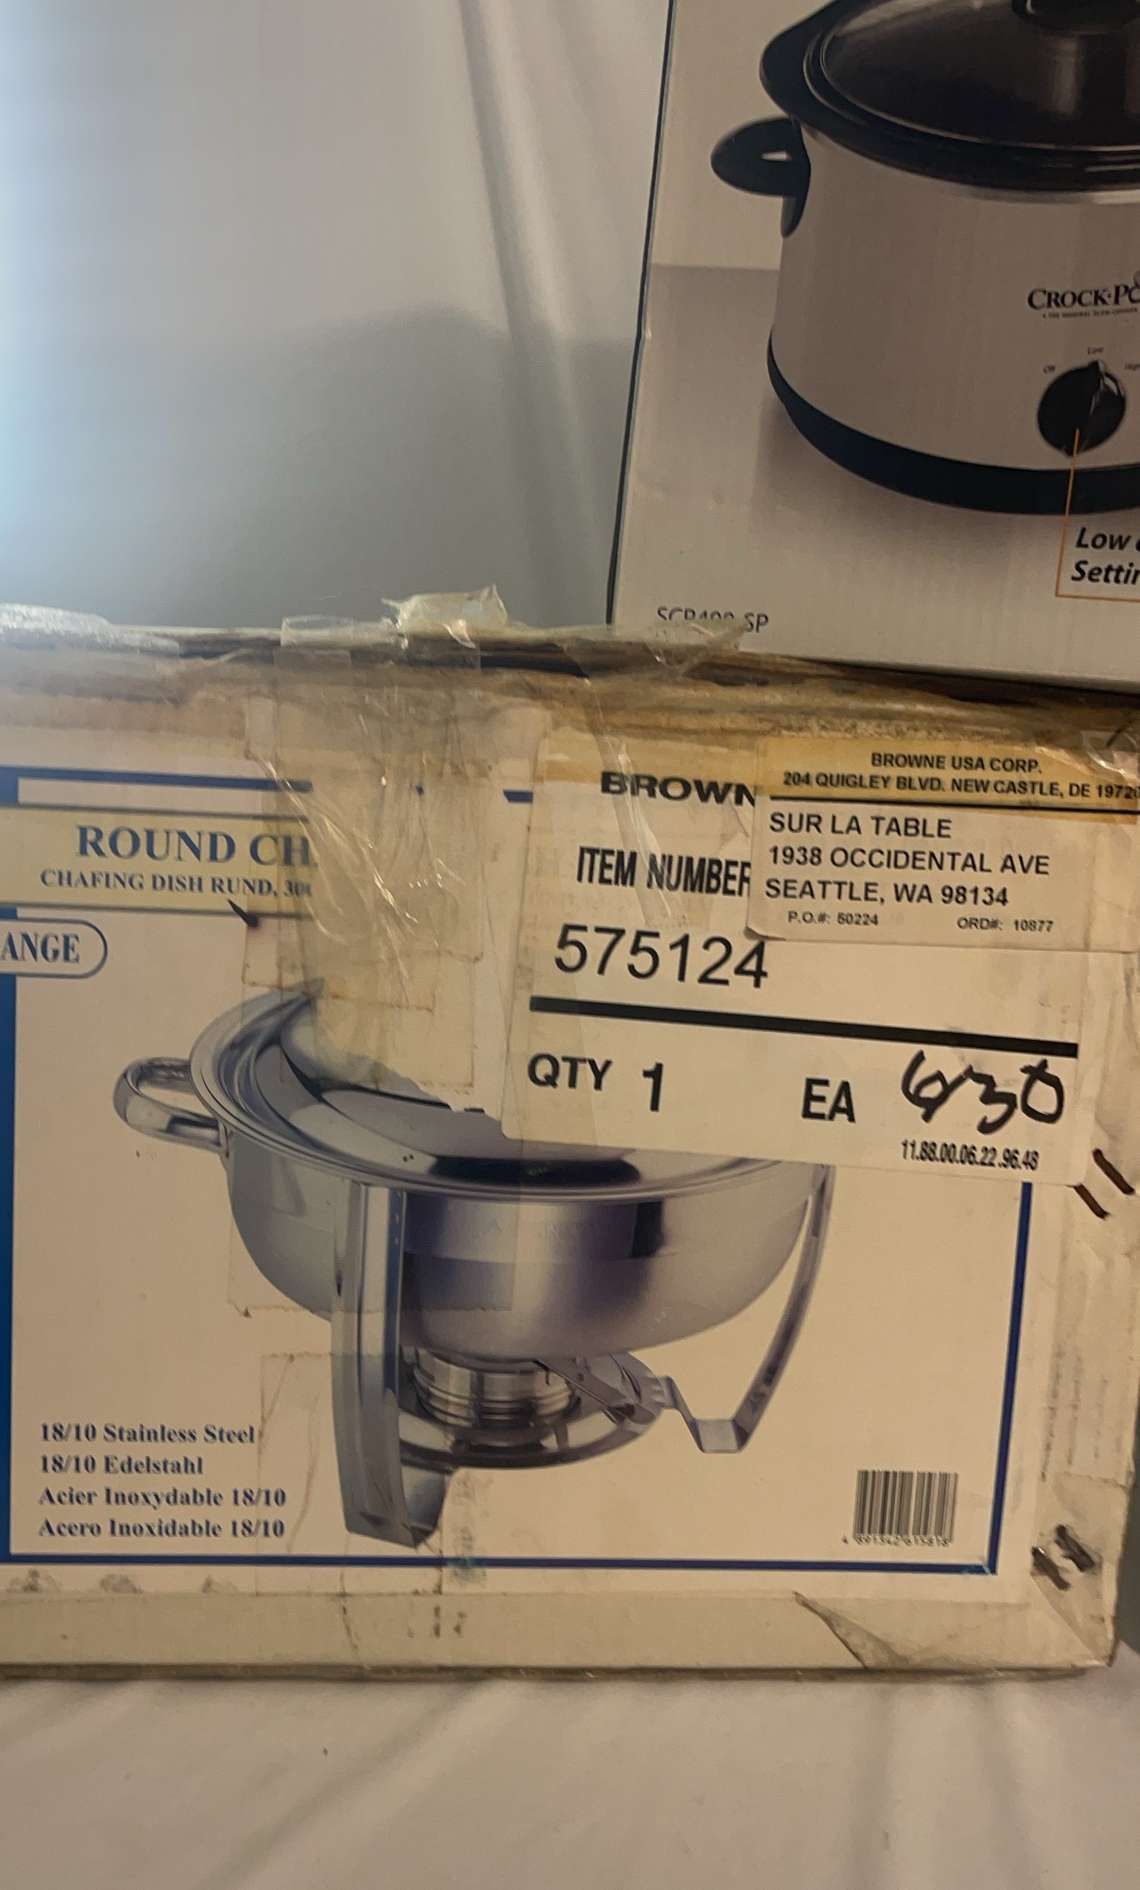 CROCK-PO
Off
Low
Low
Settin
SP
BROWNE USA CORP.
204 QUIGLEY BLVD. NEW CASTLE, DE 19720
SUR LA TABLE
1938 OCCIDENTAL AVE
SEATTLE, WA 98134
P.O.#: 50224 ORD#: 10877
BROWN
ITEM NUMBER
575124
QTY 1 EA 630
11.88.00.06.22.96.48
ROUND CH
CHAFING DISH RUND, 30
ANGE
18/10 Stainless Steel
18/10 Edelstahl
Acier Inoxydable 18/10
Acero Inoxidable 18/10